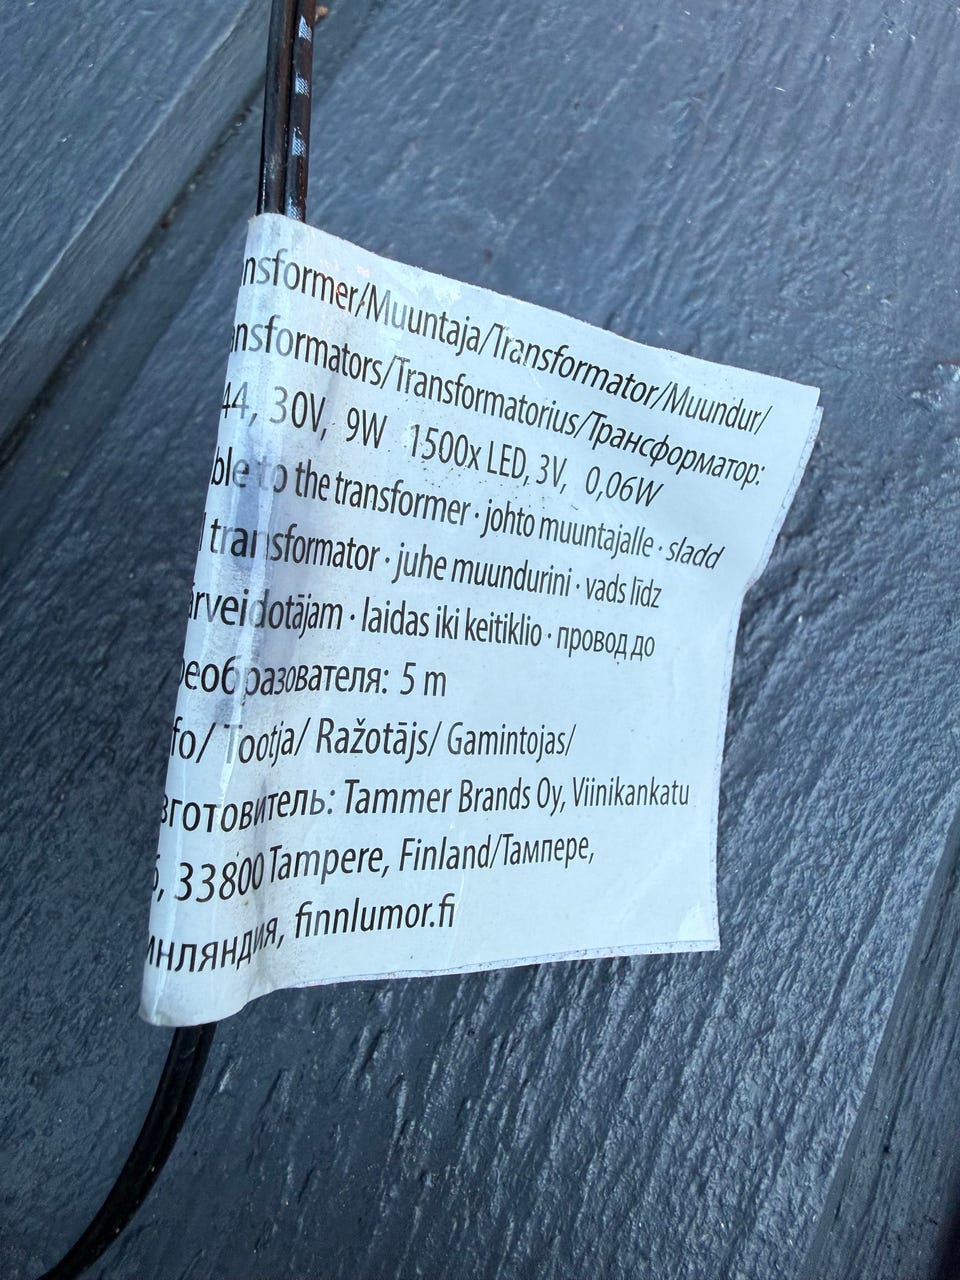 nsformer/Muuntaja/Transformator/Muundur/
ansformators/Transformatorius/Трансформатор:
44, 30V, 9W 1500x LED, 3V, 0,06W
ble to the transformer · johto muuntajalle · sladd
l transformator · juhe muundurini · vads līdz
ārveidotājam · laidas iki keitiklio · провод до
реобразователя: 5 m
fo/ Tootja/ Ražotājs/ Gamintojas/
зготовитель: Tammer Brands Oy, Viinikankatu
, 33800 Tampere, Finland/Тампере,
инляндия, finnlumor.fi